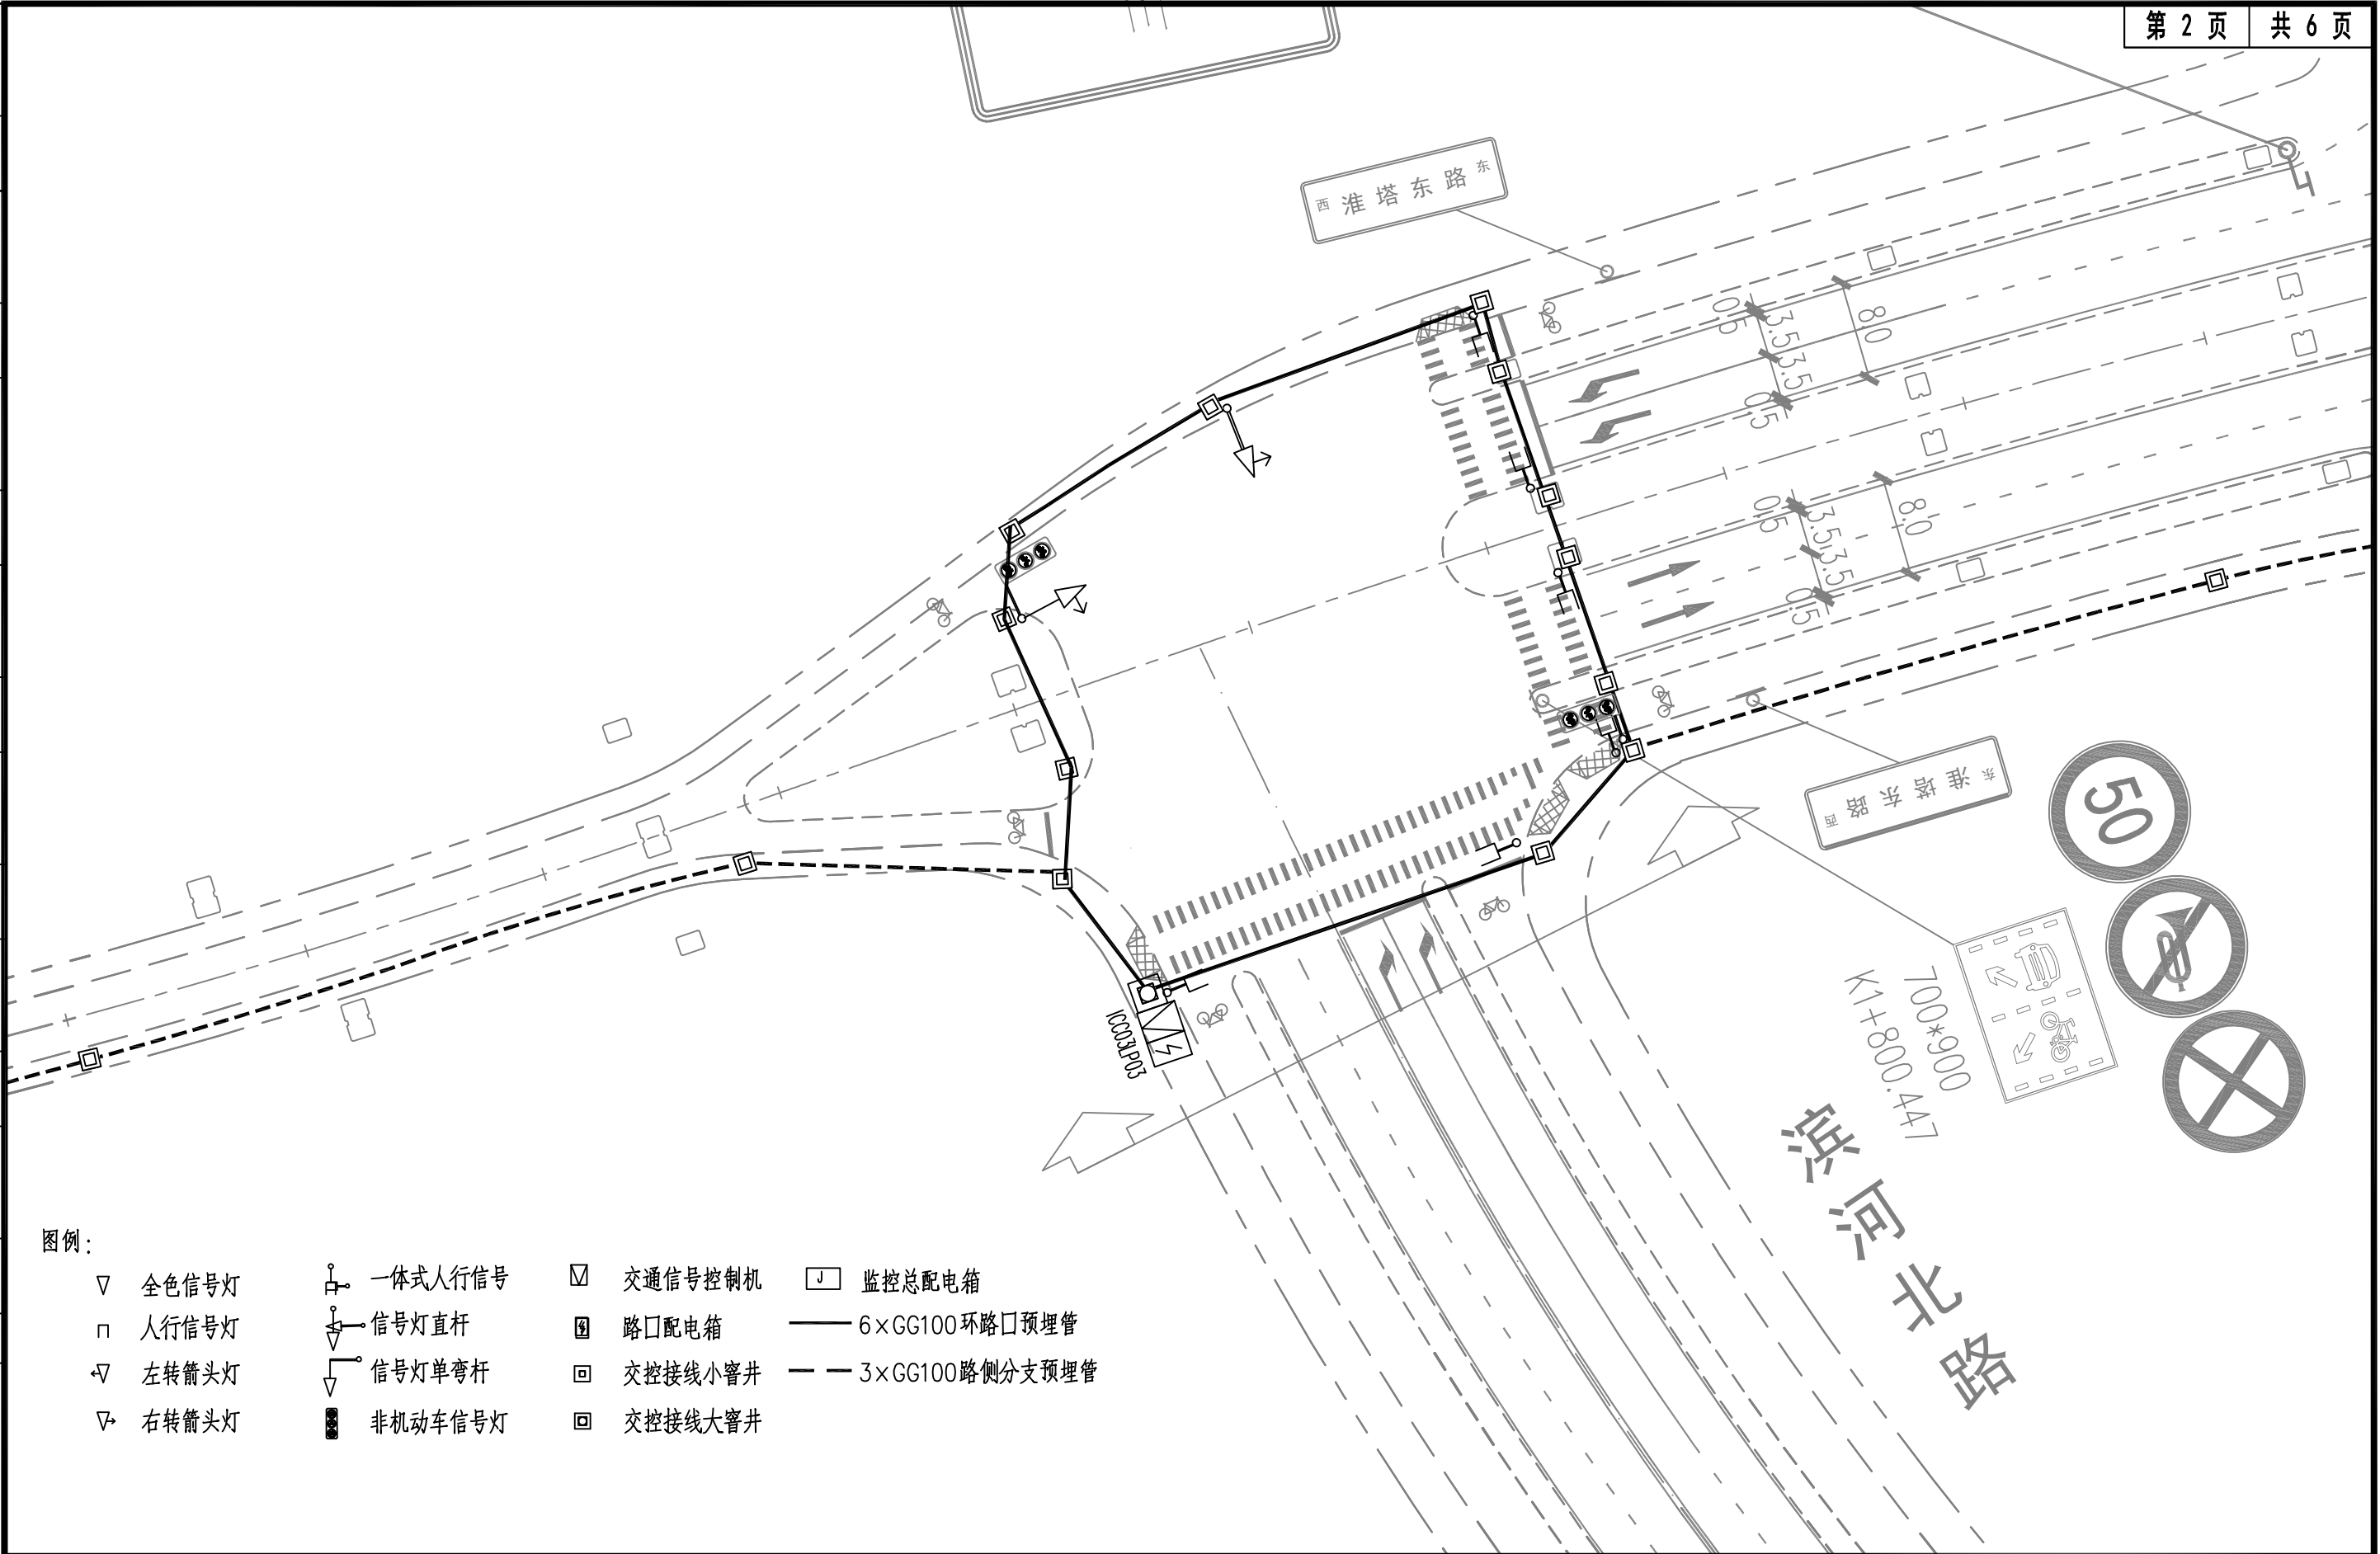 第 2 页 共 6 页
西 淮塔东路 东
0.5
3.5
3.5
0.5
8.0
0.5
3.5
3.5
0.5
8.0
西 淮塔东路 东
50
700*900
K1+800.447
ICC03LP03
滨河北路
图例：
全色信号灯
一体式人行信号
交通信号控制机
J
监控总配电箱
人行信号灯
信号灯直杆
路口配电箱
6×GG100环路口预埋管
左转箭头灯
信号灯单弯杆
交控接线小窨井
3×GG100路侧分支预埋管
右转箭头灯
非机动车信号灯
交控接线大窨井